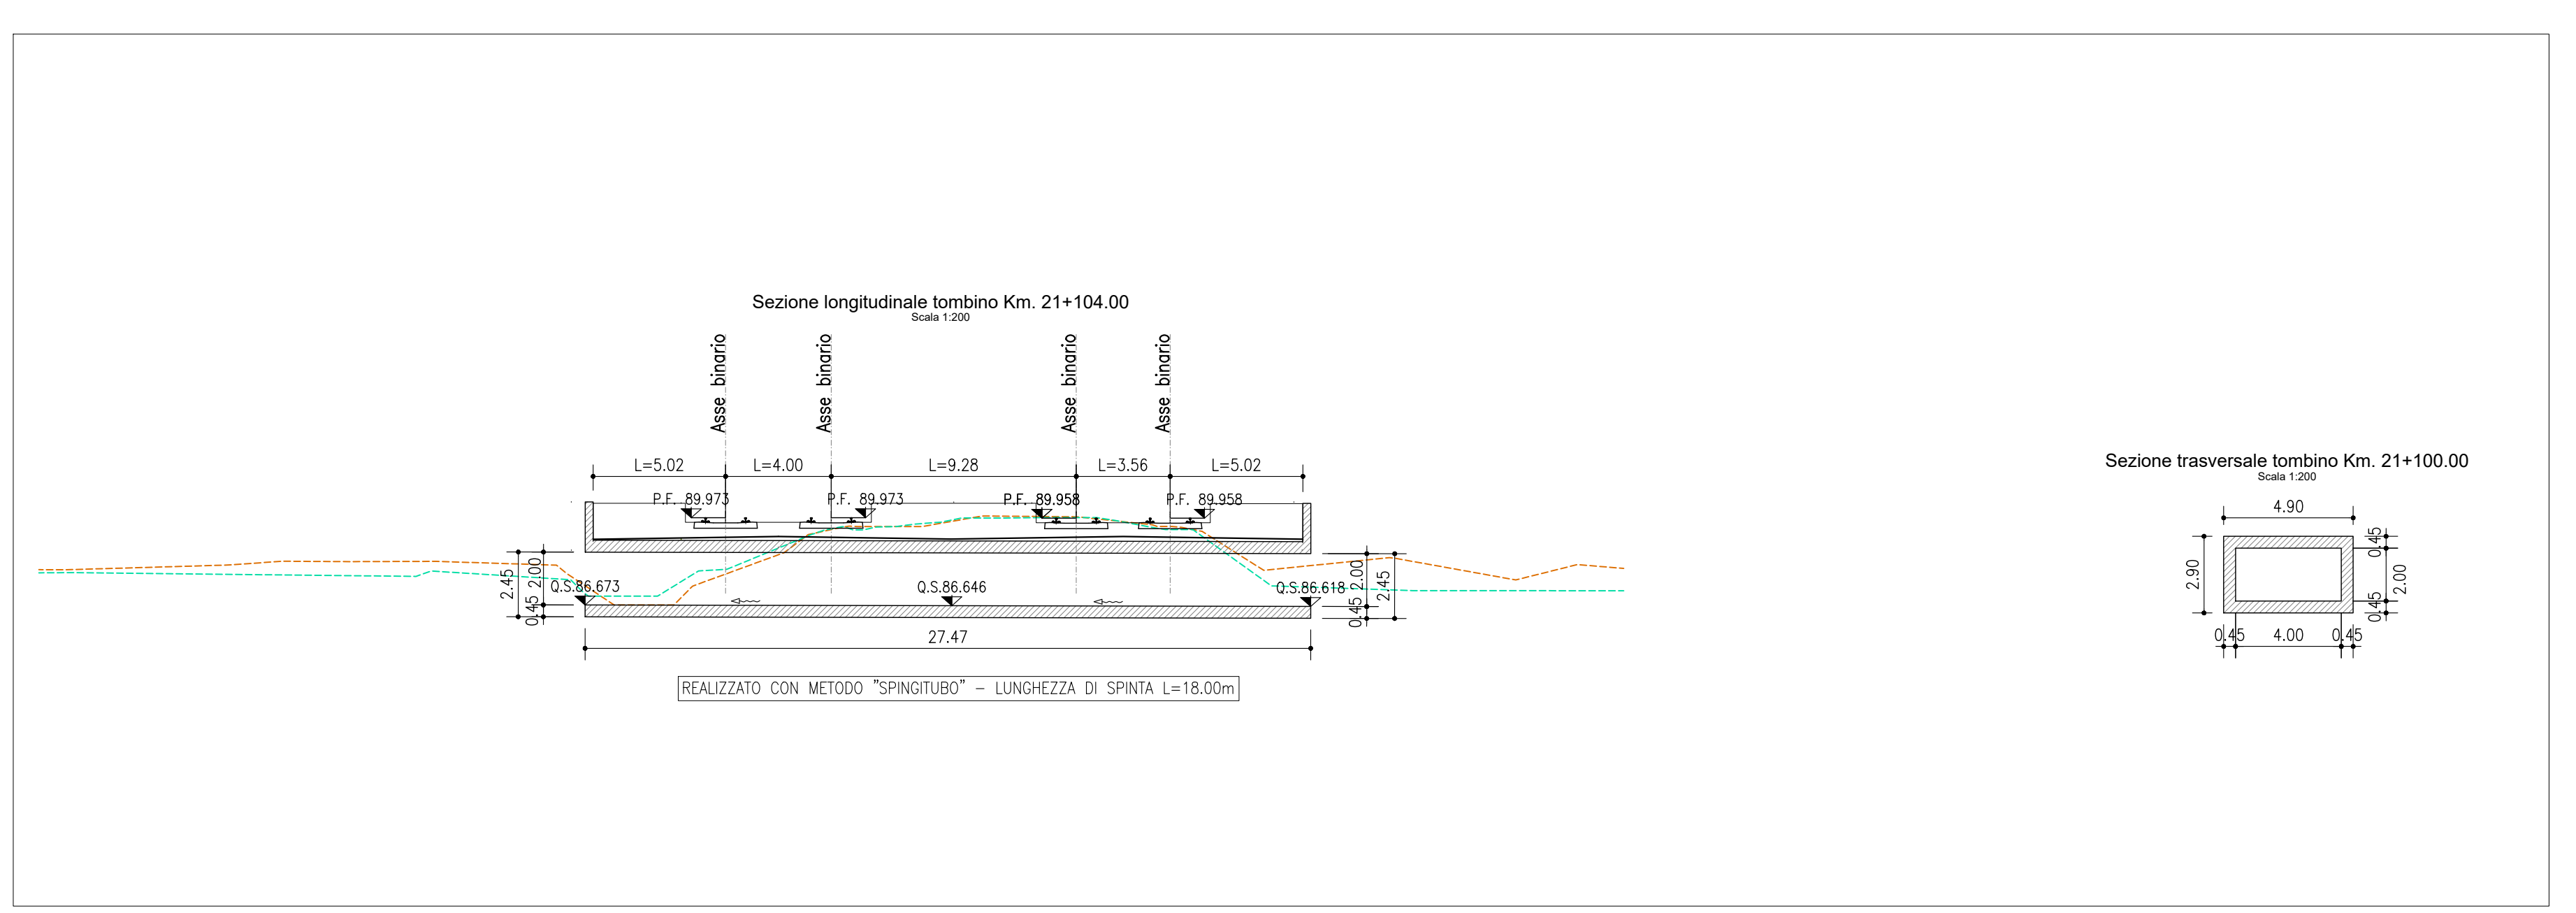 Sezione longitudinale tombino Km. 21+104.00
Scala 1:200
Asse binario
Asse binario
Asse binario
Asse binario
L=5.02
L=4.00
L=9.28
L=3.56
L=5.02
P.F. 89.973
P.F. 89.973
P.F. 89.958
P.F. 89.958
2.45
2.00
0.45
Q.S.86.673
Q.S.86.646
Q.S.86.618
2.00
0.45
2.45
27.47
REALIZZATO CON METODO "SPINGITUBO" – LUNGHEZZA DI SPINTA L=18.00m
Sezione trasversale tombino Km. 21+100.00
Scala 1:200
4.90
2.90
0.45
2.00
0.45
0.45
4.00
0.45